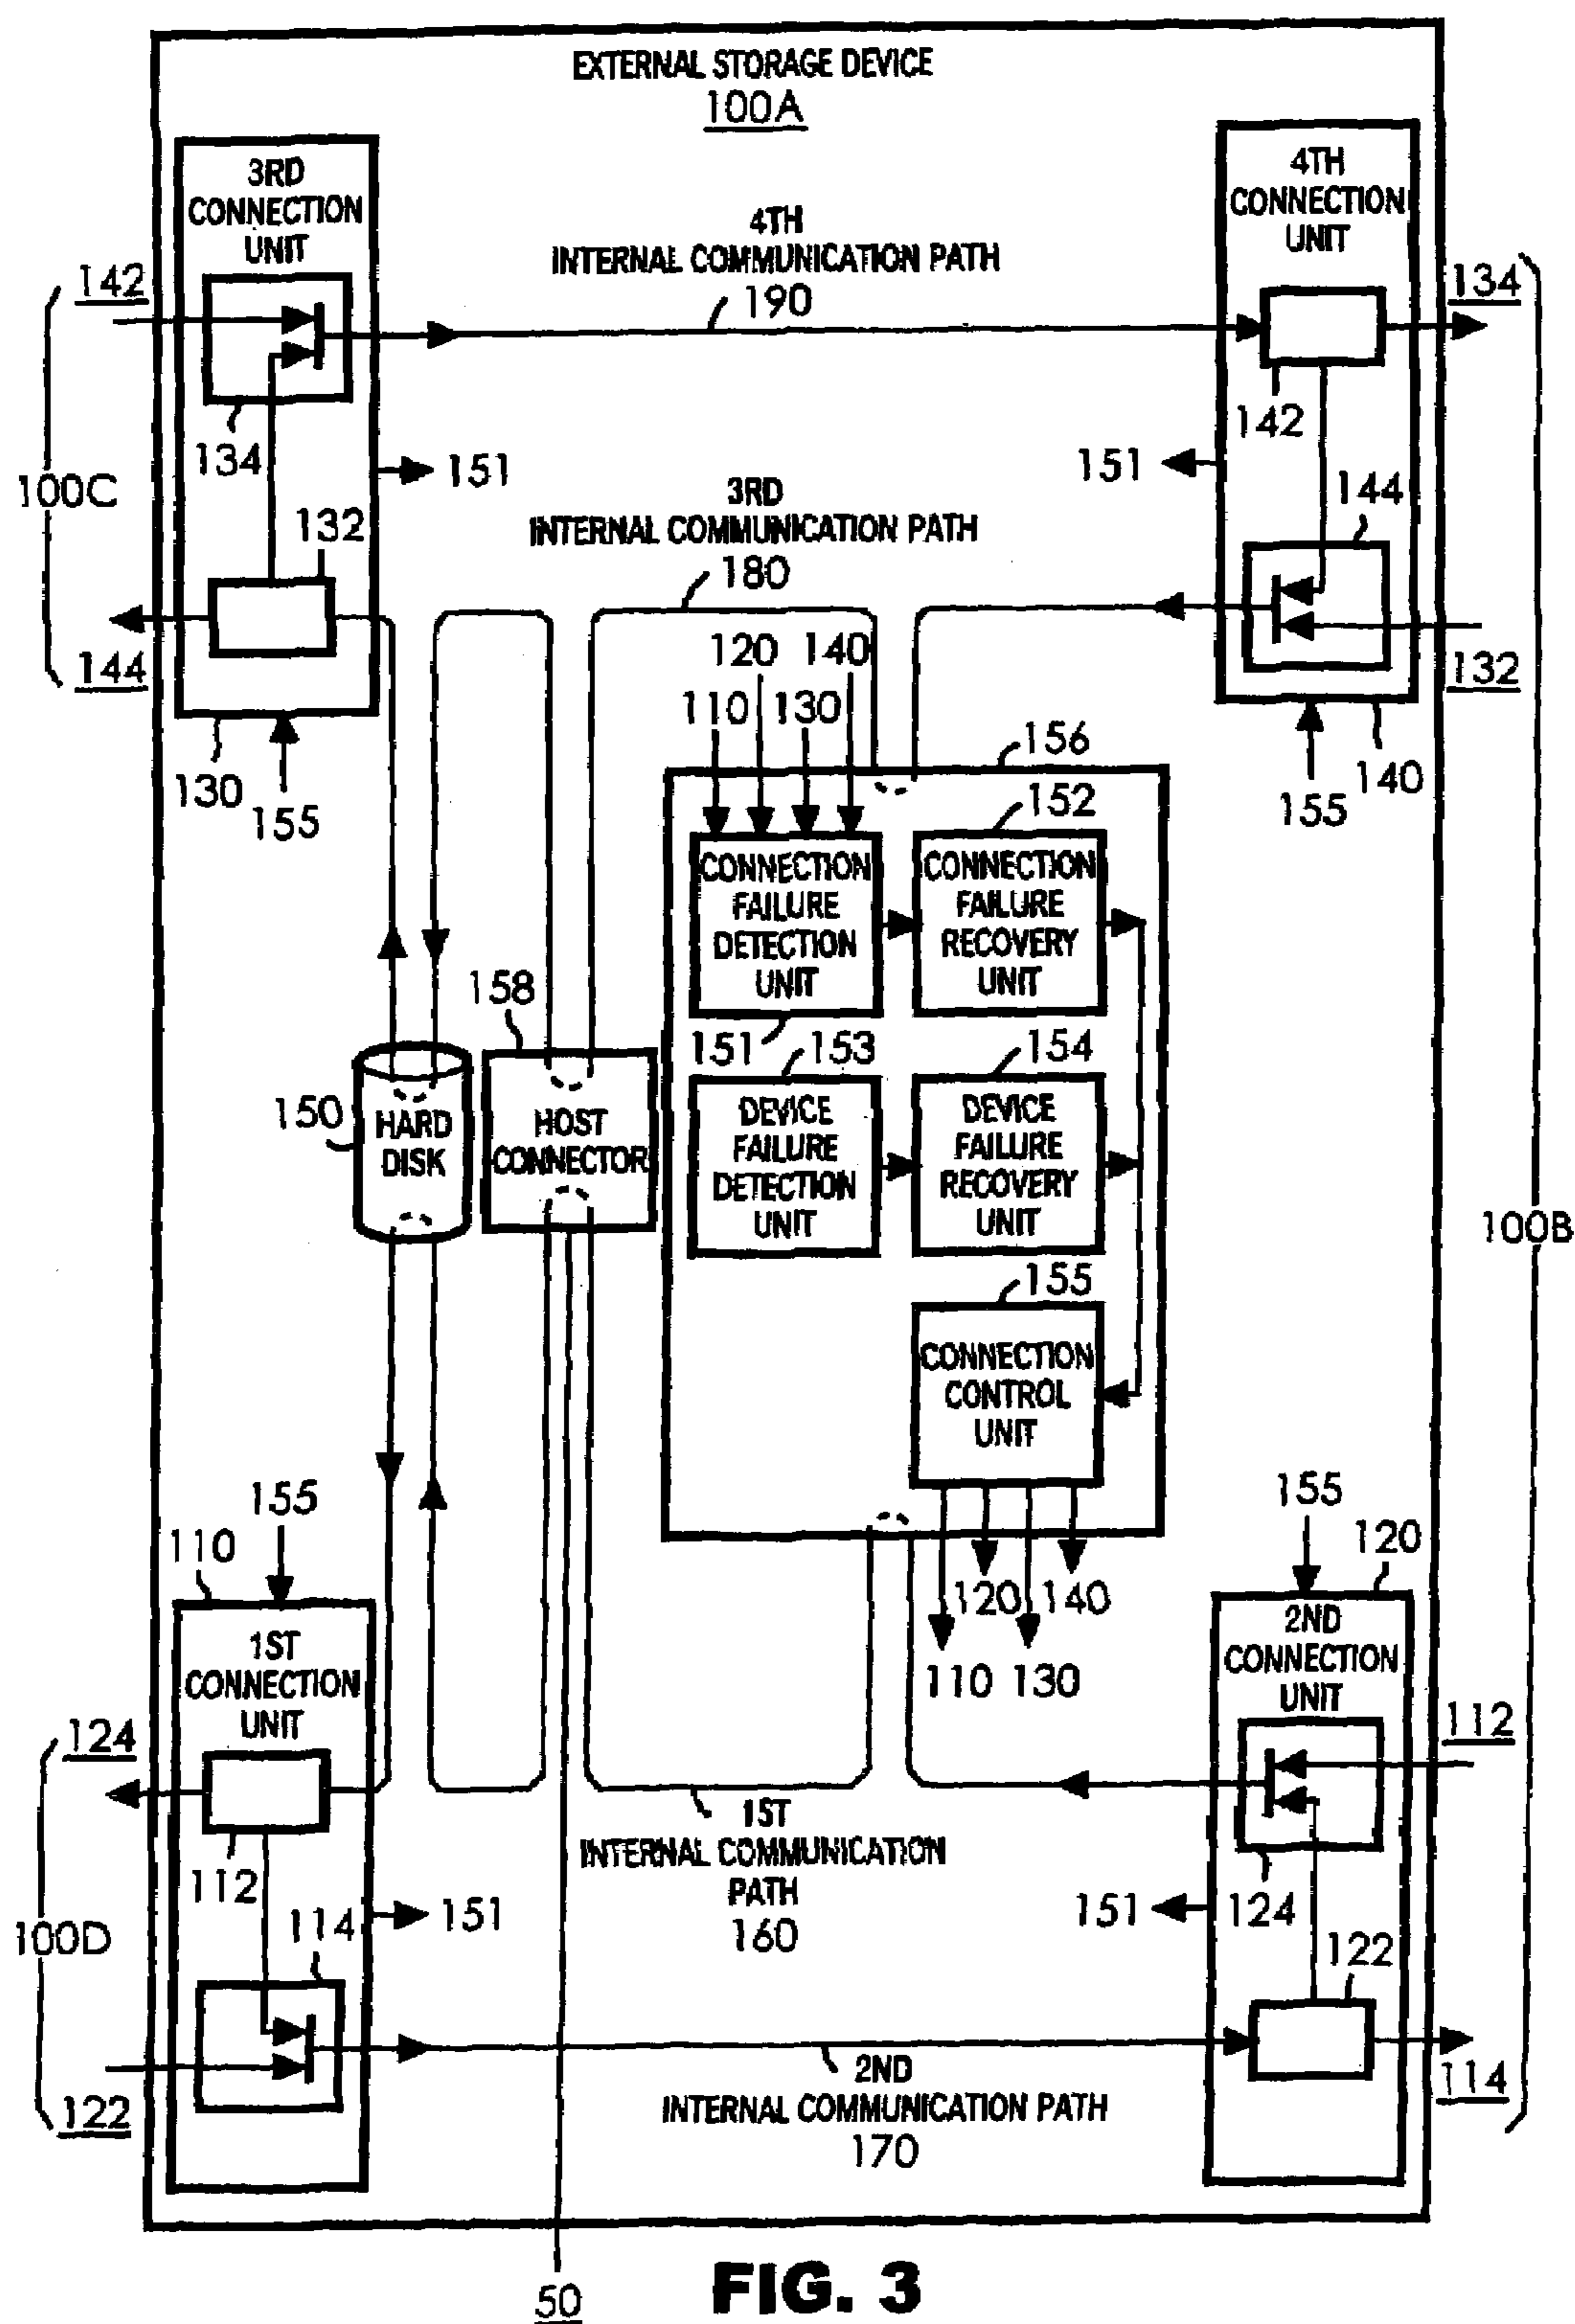 EXTERNAL STORAGE DEVICE
100A
3RD
CONNECTION
UNIT
4TH
CONNECTION
UNIT
4TH
INTERNAL COMMUNICATION PATH
190
142
134
134
142
100C
151
151
144
132
3RD
INTERNAL COMMUNICATION PATH
180
144
132
120 140
110 130
130
155
156
140
155
152
CONNECTION
FAILURE
DETECTION
UNIT
CONNECTION
FAILURE
RECOVERY
UNIT
158
151
153
154
150
HARD
DISK
HOST
CONNECTOR
DEVICE
FAILURE
DETECTION
UNIT
DEVICE
FAILURE
RECOVERY
UNIT
100B
155
CONNECTION
CONTROL
UNIT
155
110
155
120
120 140
110 130
1ST
CONNECTION
UNIT
2ND
CONNECTION
UNIT
124
112
1ST
INTERNAL COMMUNICATION
PATH
160
112
124
151
151
114
122
100D
122
114
2ND
INTERNAL COMMUNICATION PATH
170
50
FIG. 3